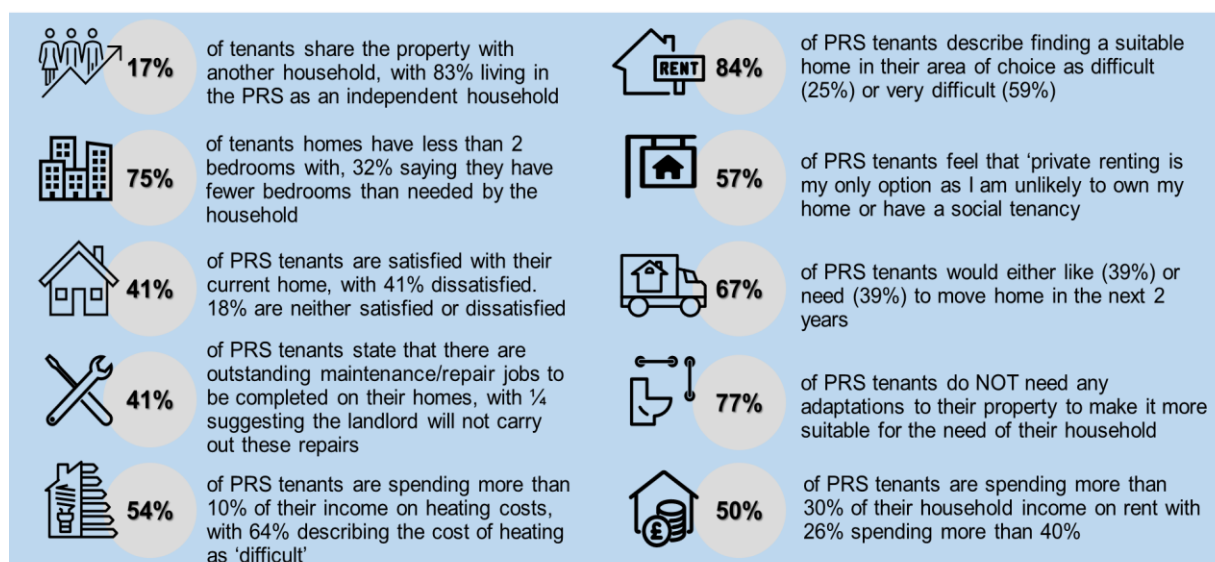 17%
of tenants share the property with
another household, with 83% living in
the PRS as an independent household
75%
of tenants homes have less than 2
bedrooms with, 32% saying they have
fewer bedrooms than needed by the
household
41%
of PRS tenants are satisfied with their
current home, with 41% dissatisfied.
18% are neither satisfied or dissatisfied
41%
of PRS tenants state that there are
outstanding maintenance/repair jobs to
be completed on their homes, with ¼
suggesting the landlord will not carry
out these repairs
54%
of PRS tenants are spending more than
10% of their income on heating costs,
with 64% describing the cost of heating
as 'difficult'
RENT
84%
of PRS tenants describe finding a suitable
home in their area of choice as difficult
(25%) or very difficult (59%)
57%
of PRS tenants feel that 'private renting is
my only option as I am unlikely to own my
home or have a social tenancy
67%
of PRS tenants would either like (39%) or
need (39%) to move home in the next 2
years
77%
of PRS tenants do NOT need any
adaptations to their property to make it more
suitable for the need of their household
£
50%
of PRS tenants are spending more than
30% of their household income on rent with
26% spending more than 40%